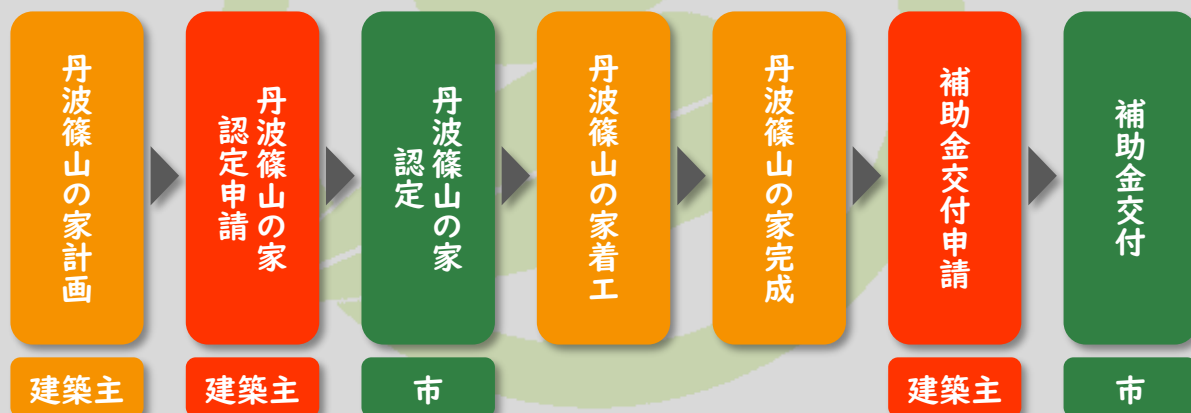 丹波篠山の家計画
丹波篠山の家
認定申請
丹波篠山の家
認定
丹波篠山の家着工
丹波篠山の家完成
補助金交付申請
補助金交付
建築主
建築主
市
建築主
市